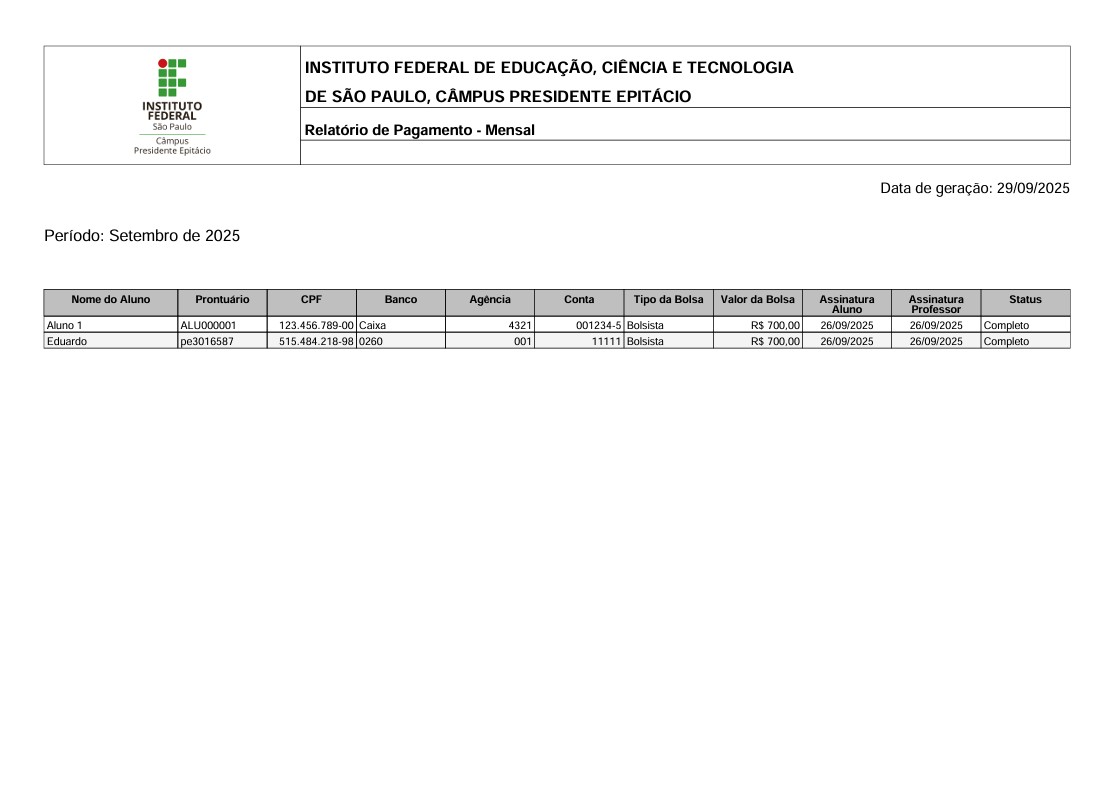 INSTITUTO
FEDERAL
São Paulo
Câmpus
Presidente Epitácio
INSTITUTO FEDERAL DE EDUCAÇÃO, CIÊNCIA E TECNOLOGIA
DE SÃO PAULO, CÂMPUS PRESIDENTE EPITÁCIO
Relatório de Pagamento - Mensal
Data de geração: 29/09/2025
Período: Setembro de 2025
Nome do Aluno Prontuário CPF Banco Agência Conta Tipo da Bolsa Valor da Bolsa Assinatura Aluno Assinatura Professor Status
Aluno 1 ALU000001 123.456.789-00 Caixa 4321 001234-5 Bolsista R$ 700,00 26/09/2025 26/09/2025 Completo
Eduardo pe3016587 515.484.218-98 0260 001 11111 Bolsista R$ 700,00 26/09/2025 26/09/2025 Completo